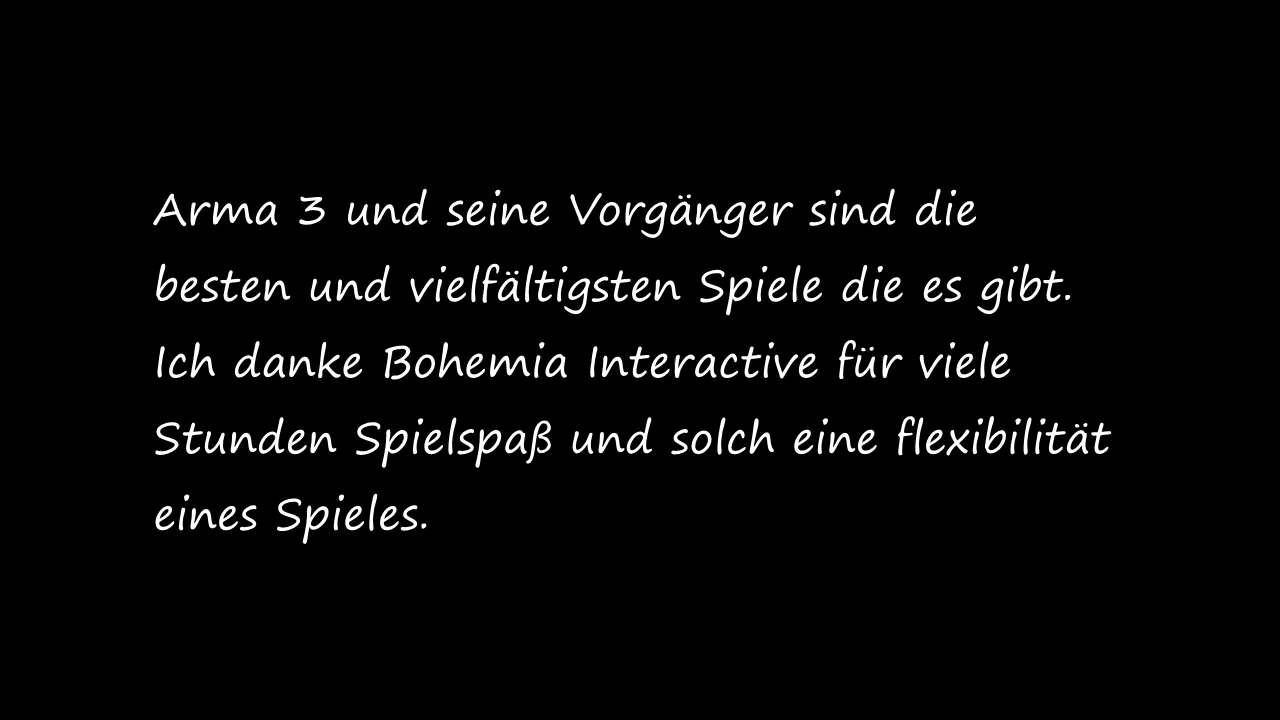 Arma 3 und seine Vorgänger sind die
besten und vielfältigsten Spiele die es gibt.
Ich danke Bohemia Interactive für viele
Stunden Spielspaß und solch eine flexibilität
eines Spieles.